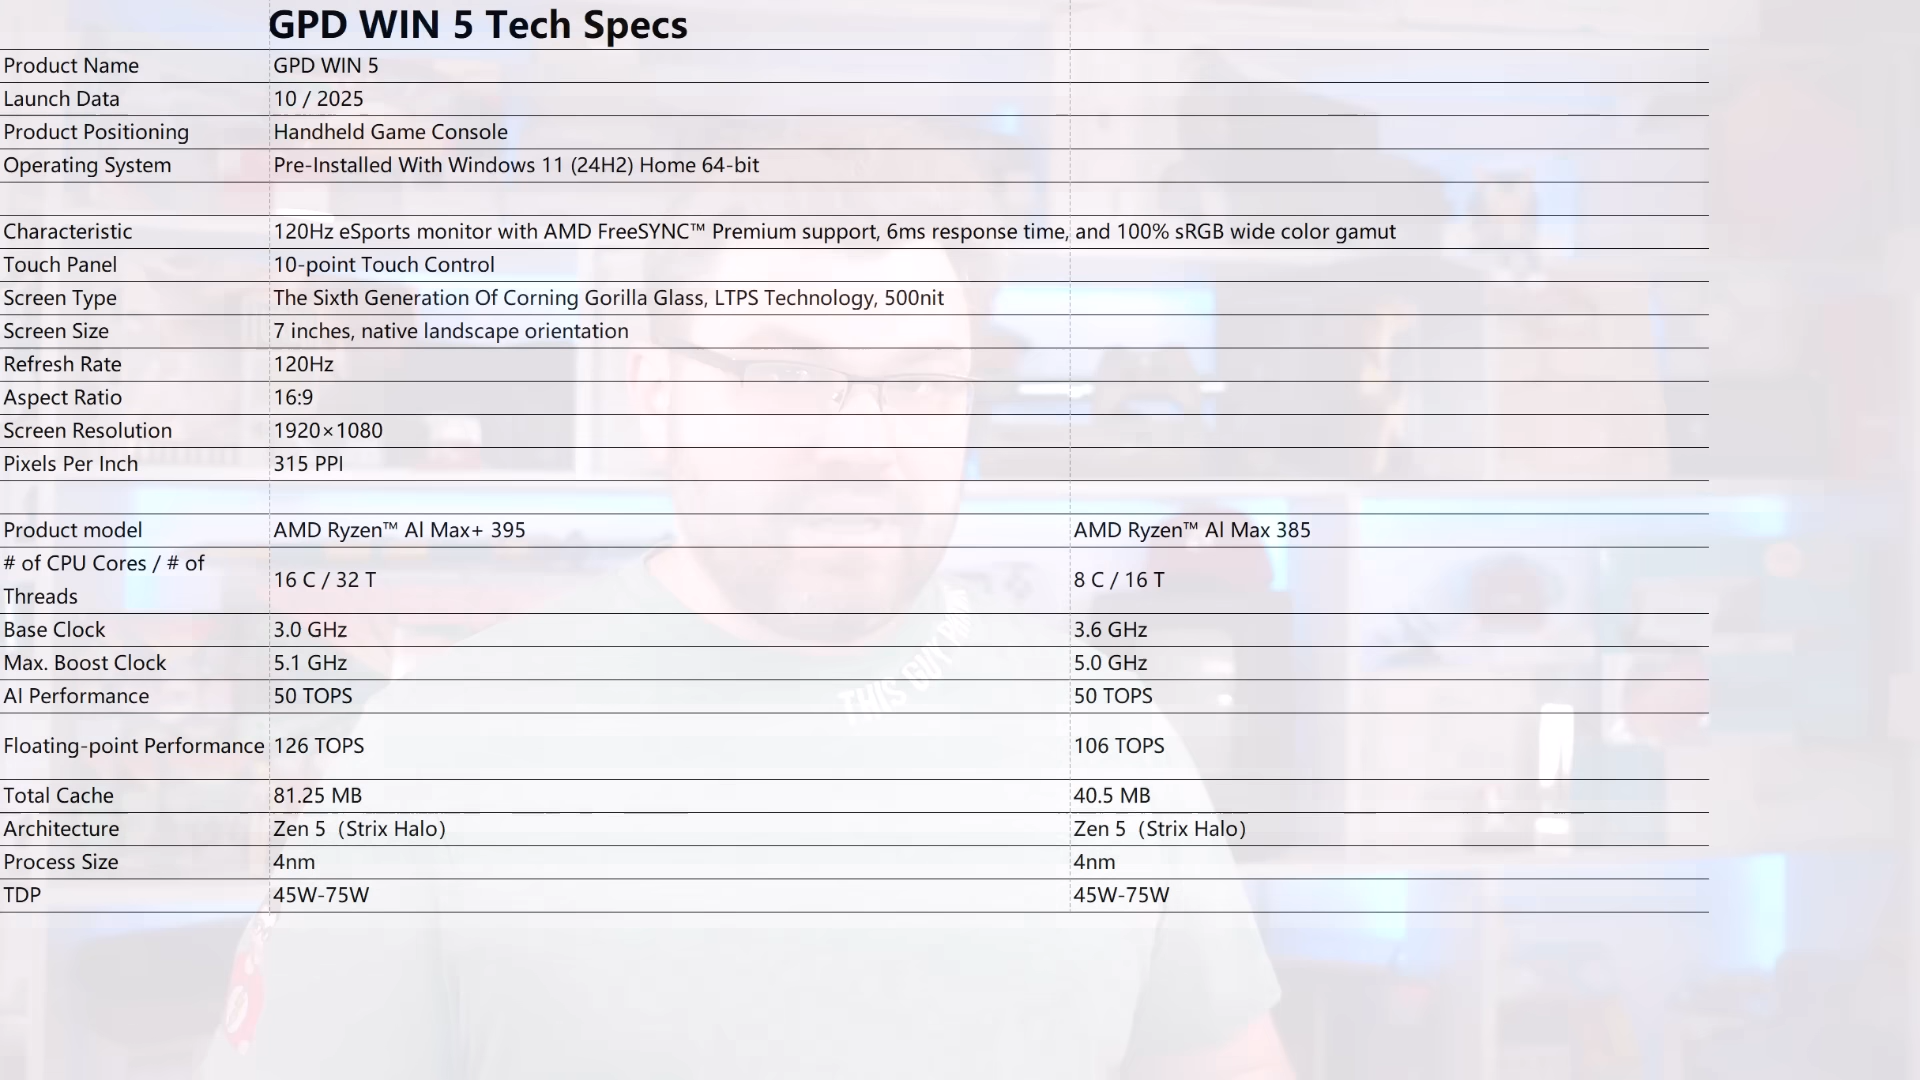 GPD WIN 5 Tech Specs
Product Name GPD WIN 5
Launch Data 10 / 2025
Product Positioning Handheld Game Console
Operating System Pre-Installed With Windows 11 (24H2) Home 64-bit
Characteristic 120Hz eSports monitor with AMD FreeSYNC™ Premium support, 6ms response time, and 100% sRGB wide color gamut
Touch Panel 10-point Touch Control
Screen Type The Sixth Generation Of Corning Gorilla Glass, LTPS Technology, 500nit
Screen Size 7 inches, native landscape orientation
Refresh Rate 120Hz
Aspect Ratio 16:9
Screen Resolution 1920×1080
Pixels Per Inch 315 PPI
Product model AMD Ryzen™ Al Max+ 395 AMD Ryzen™ Al Max 385
# of CPU Cores / # of
Threads 16 C / 32 T 8 C / 16 T
Base Clock 3.0 GHz 3.6 GHz
Max. Boost Clock 5.1 GHz 5.0 GHz
AI Performance 50 TOPS 50 TOPS
Floating-point Performance 126 TOPS 106 TOPS
Total Cache 81.25 MB 40.5 MB
Architecture Zen 5（Strix Halo） Zen 5（Strix Halo）
Process Size 4nm 4nm
TDP 45W-75W 45W-75W
THIS GUY